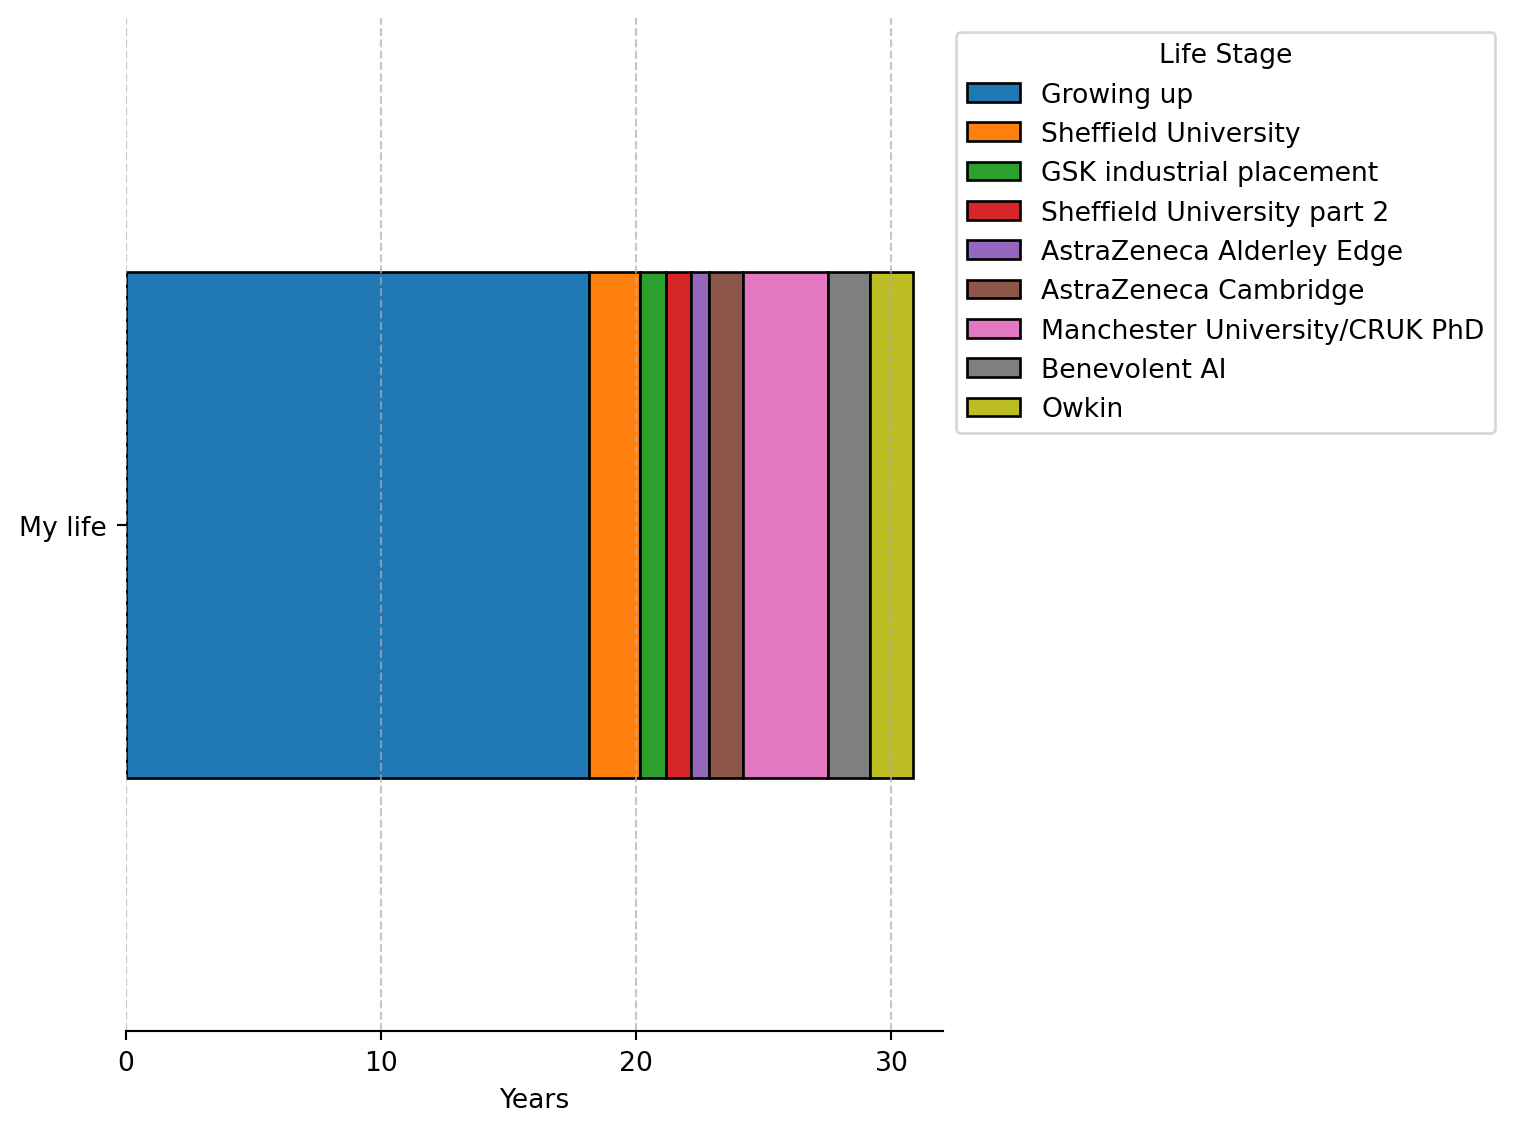 Life Stage
Growing up
Sheffield University
GSK industrial placement
Sheffield University part 2
AstraZeneca Alderley Edge
AstraZeneca Cambridge
Manchester University/CRUK PhD
Benevolent AI
Owkin
My life
0 10 20 30
Years